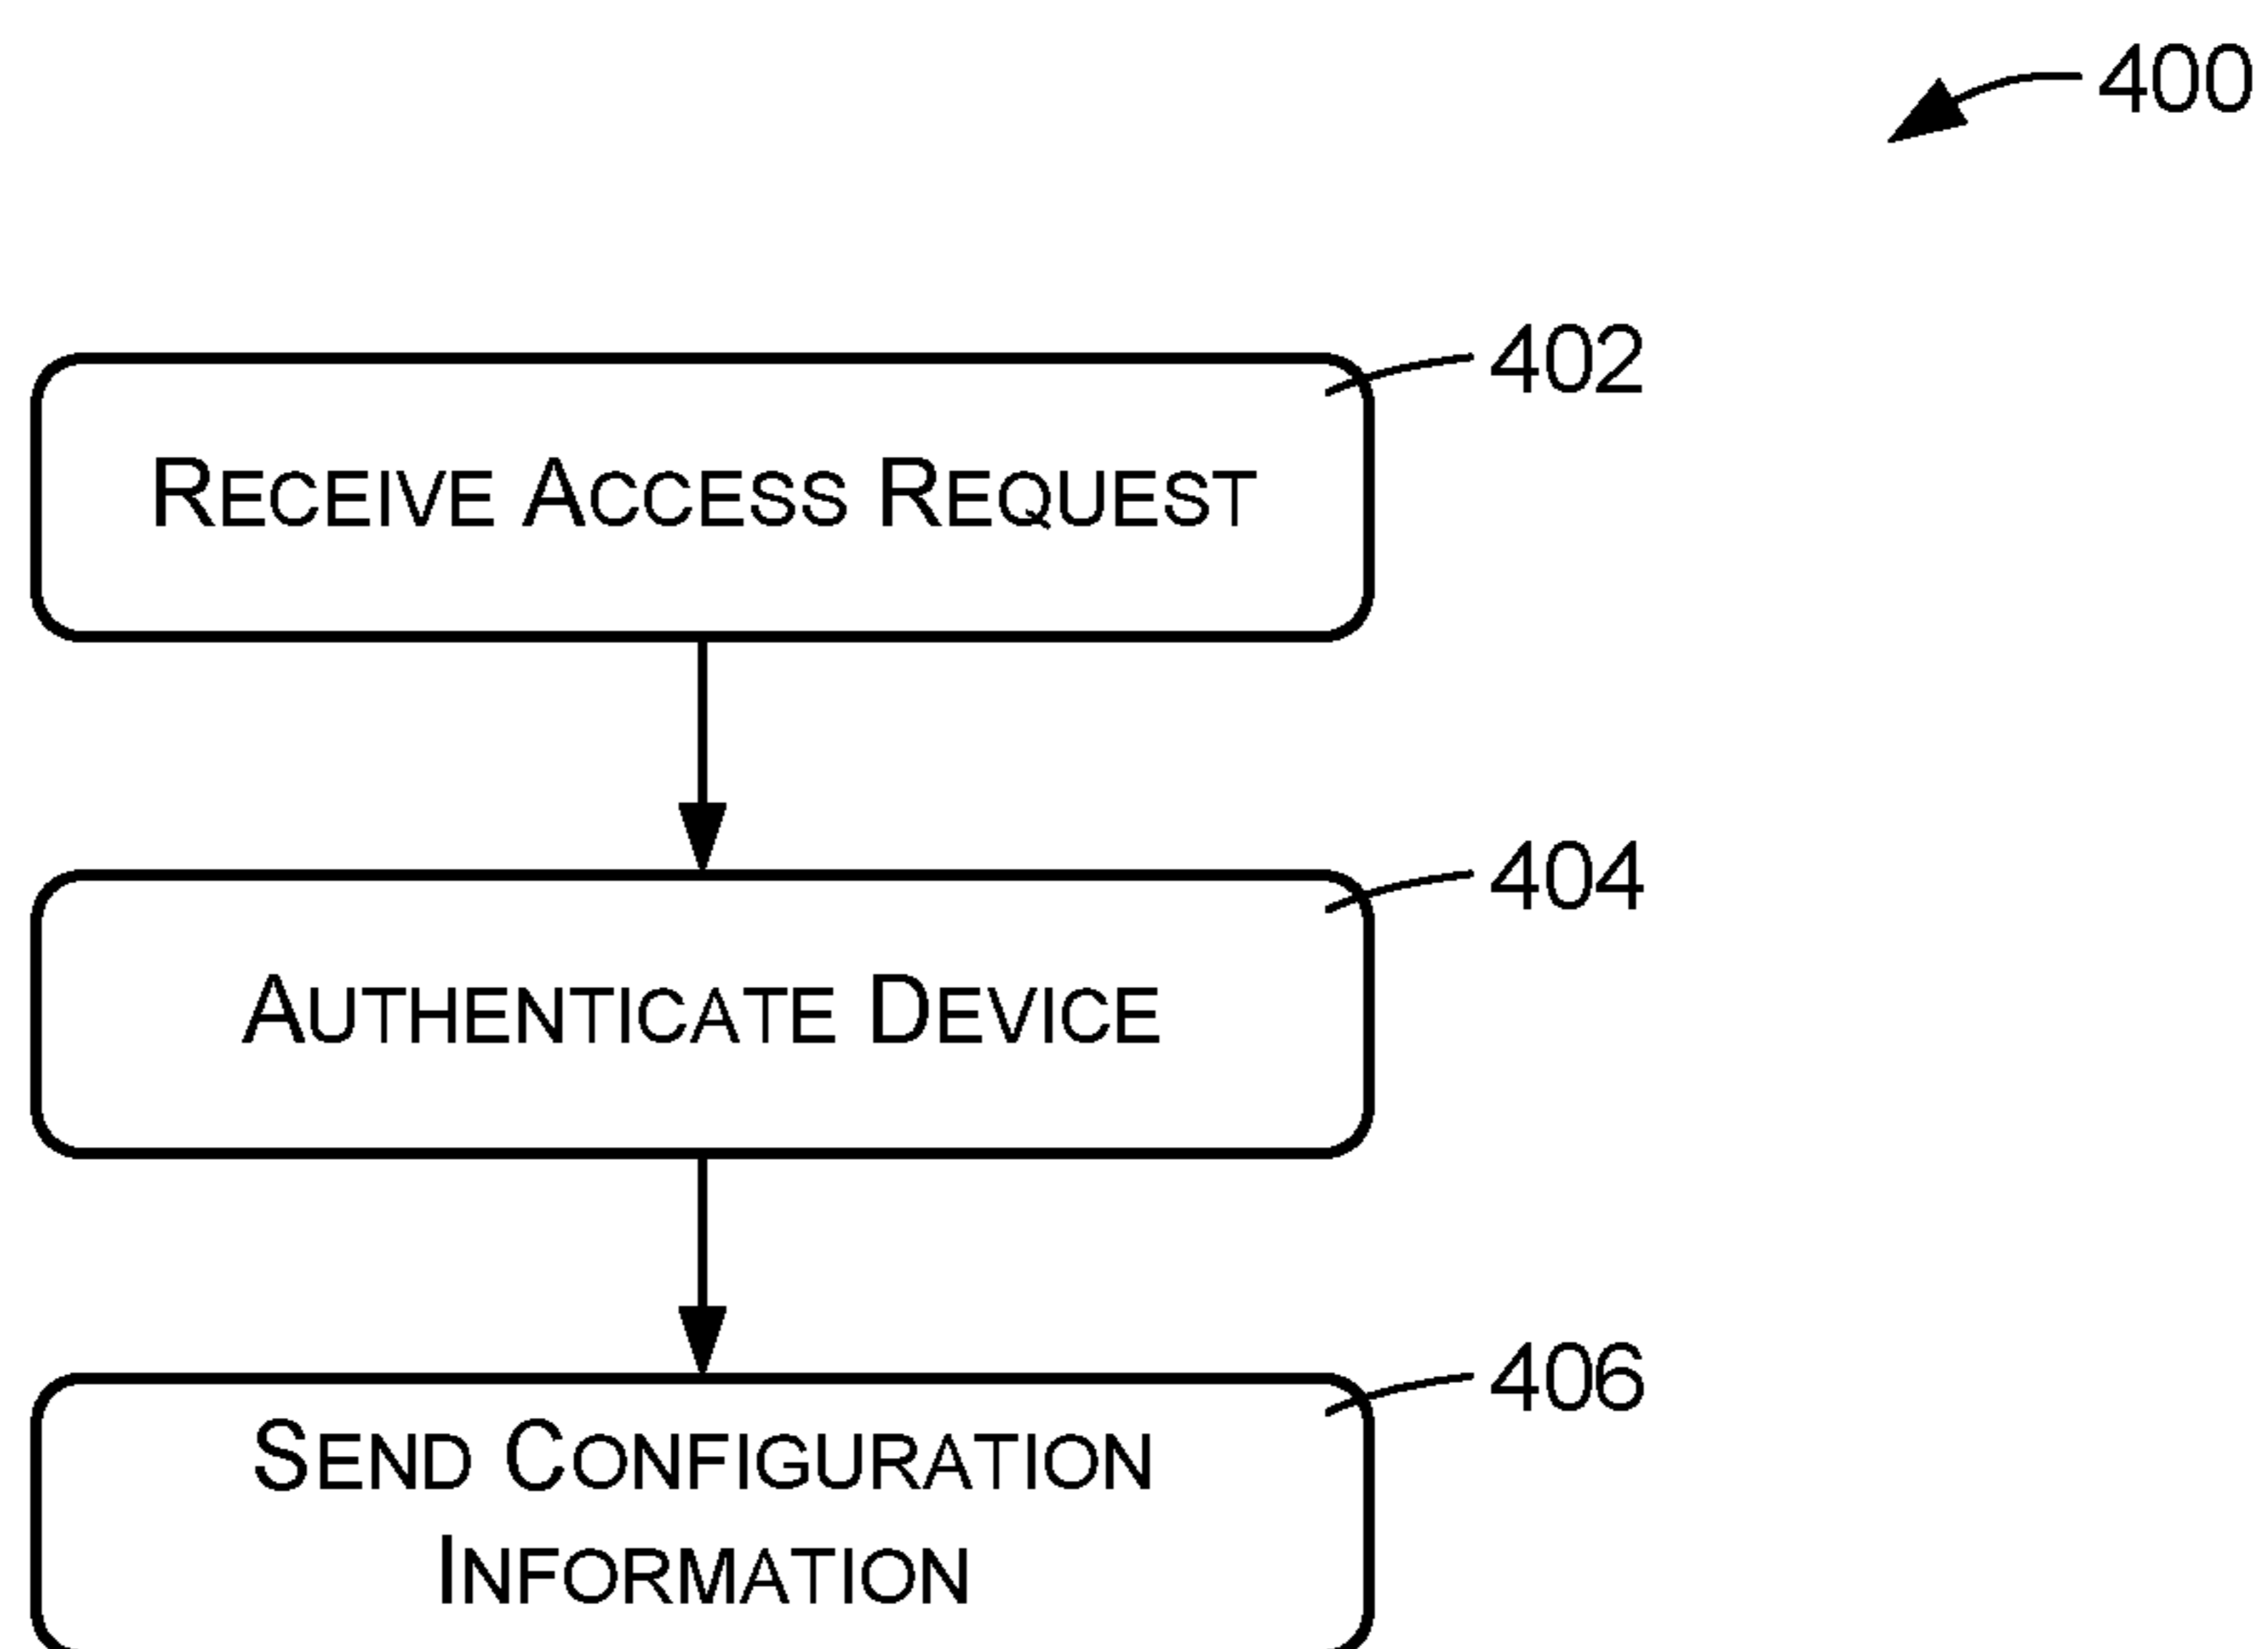 400
402
RECEIVE ACCESS REQUEST
404
AUTHENTICATE DEVICE
406
SEND CONFIGURATION
INFORMATION